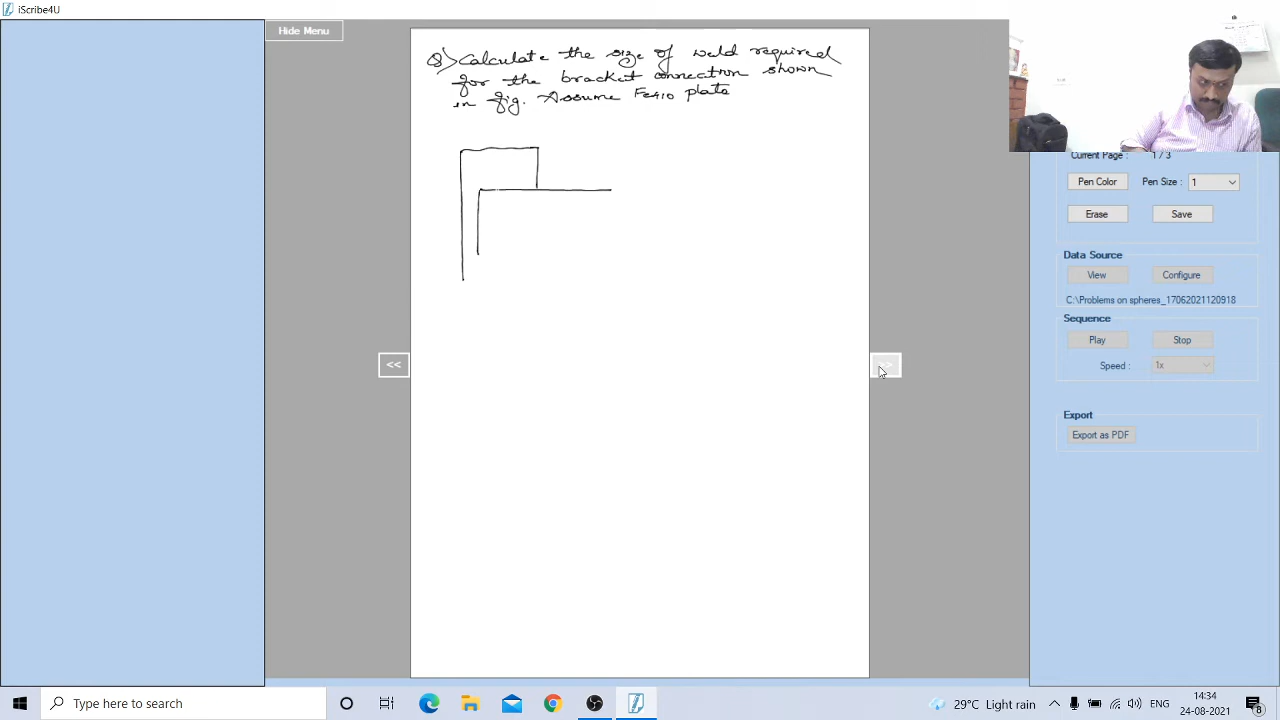 iScribe4U
Hide Menu
Q) Calculate the size of weld required
for the bracket connection shown
in fig. Assume Fe410 plate
<<
>>
Current Page : 1 / 3
Pen Color
Pen Size : 1
Erase
Save
Data Source
View
Configure
C:\Problems on spheres_17062021120918
Sequence
Play
Stop
Speed : 1x
Export
Export as PDF
Type here to search
29°C Light rain
ENG
14:34
24-08-2021
8